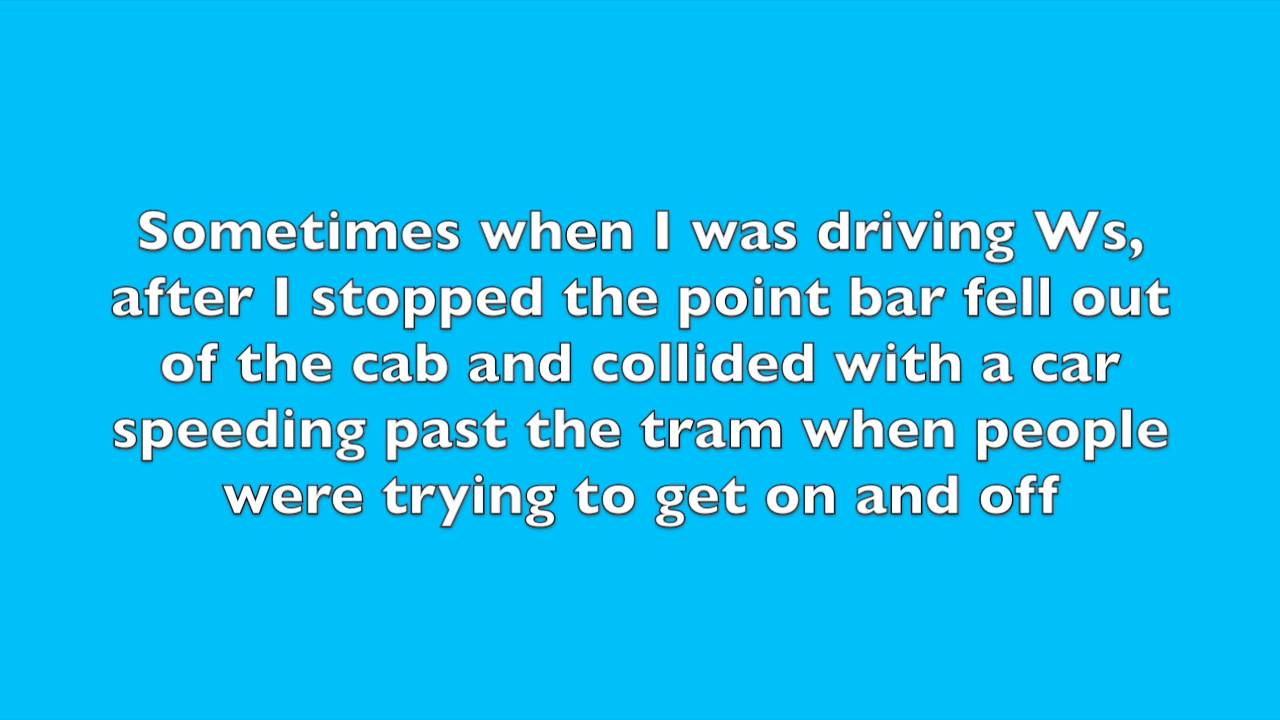 Sometimes when I was driving Ws,
after I stopped the point bar fell out
of the cab and collided with a car
speeding past the tram when people
were trying to get on and off